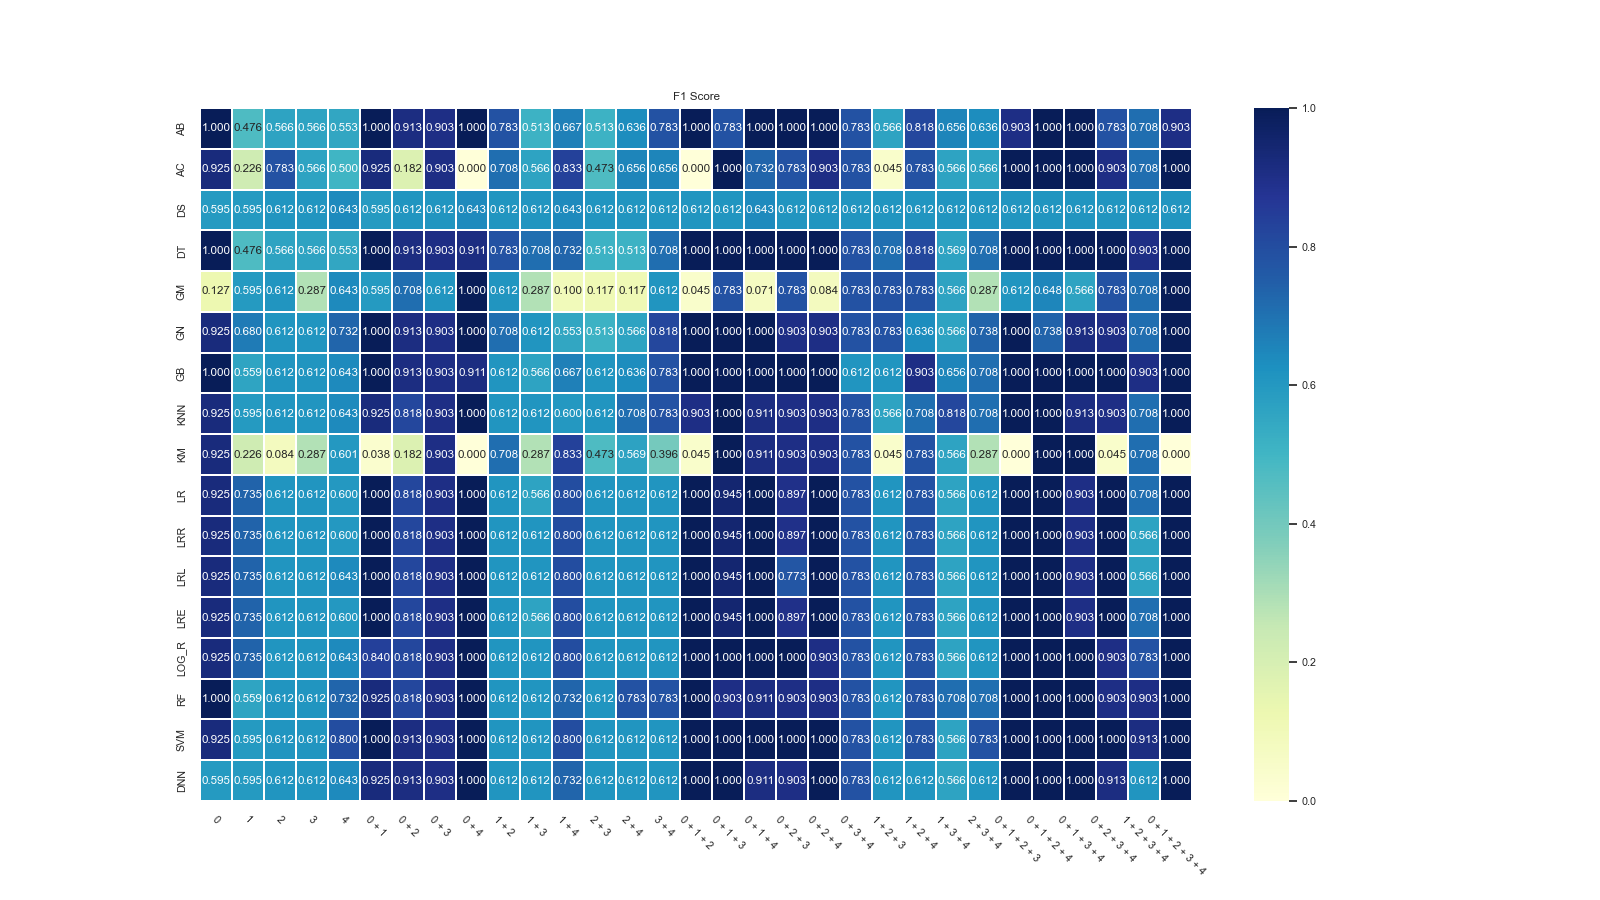 F1 Score
AB 1.000 0.476 0.566 0.566 0.553 1.000 0.913 0.903 1.000 0.783 0.513 0.667 0.513 0.636 0.783 1.000 0.783 1.000 1.000 1.000 0.783 0.566 0.818 0.656 0.636 0.903 1.000 1.000 0.783 0.708 0.903 1.0
AC 0.925 0.226 0.783 0.566 0.500 0.925 0.182 0.903 0.000 0.708 0.566 0.833 0.473 0.656 0.656 0.000 1.000 0.732 0.783 0.903 0.783 0.045 0.783 0.566 0.566 1.000 1.000 1.000 0.903 0.708 1.000
DS 0.595 0.595 0.612 0.612 0.643 0.595 0.612 0.612 0.643 0.612 0.612 0.643 0.612 0.612 0.612 0.612 0.612 0.643 0.612 0.612 0.612 0.612 0.612 0.612 0.612 0.612 0.612 0.612 0.612 0.612 0.612
DT 1.000 0.476 0.566 0.566 0.553 1.000 0.913 0.903 0.911 0.783 0.708 0.732 0.513 0.513 0.708 1.000 1.000 1.000 1.000 1.000 0.783 0.708 0.818 0.569 0.708 1.000 1.000 1.000 1.000 0.903 1.000 0.8
GM 0.127 0.595 0.612 0.287 0.643 0.595 0.708 0.612 1.000 0.612 0.287 0.100 0.117 0.117 0.612 0.045 0.783 0.071 0.783 0.084 0.783 0.783 0.783 0.566 0.287 0.612 0.648 0.566 0.783 0.708 1.000
GN 0.925 0.680 0.612 0.612 0.732 1.000 0.913 0.903 1.000 0.708 0.612 0.553 0.513 0.566 0.818 1.000 1.000 1.000 0.903 0.903 0.783 0.783 0.636 0.566 0.738 1.000 0.738 0.913 0.903 0.708 1.000
GB 1.000 0.559 0.612 0.612 0.643 1.000 0.913 0.903 0.911 0.612 0.566 0.667 0.612 0.636 0.783 1.000 1.000 1.000 1.000 1.000 0.612 0.612 0.903 0.656 0.708 1.000 1.000 1.000 1.000 0.903 1.000 0.6
KNN 0.925 0.595 0.612 0.612 0.643 0.925 0.818 0.903 1.000 0.612 0.612 0.600 0.612 0.708 0.783 0.903 1.000 0.911 0.903 0.903 0.783 0.566 0.708 0.818 0.708 1.000 1.000 0.913 0.903 0.708 1.000
KM 0.925 0.226 0.084 0.287 0.601 0.038 0.182 0.903 0.000 0.708 0.287 0.833 0.473 0.569 0.396 0.045 1.000 0.911 0.903 0.903 0.783 0.045 0.783 0.566 0.287 0.000 1.000 1.000 0.045 0.708 0.000
LR 0.925 0.735 0.612 0.612 0.600 1.000 0.818 0.903 1.000 0.612 0.566 0.800 0.612 0.612 0.612 1.000 0.945 1.000 0.897 1.000 0.783 0.612 0.783 0.566 0.612 1.000 1.000 0.903 1.000 0.708 1.000
0.4
LRR 0.925 0.735 0.612 0.612 0.600 1.000 0.818 0.903 1.000 0.612 0.612 0.800 0.612 0.612 0.612 1.000 0.945 1.000 0.897 1.000 0.783 0.612 0.783 0.566 0.612 1.000 1.000 0.903 1.000 0.566 1.000
LRL 0.925 0.735 0.612 0.612 0.643 1.000 0.818 0.903 1.000 0.612 0.612 0.800 0.612 0.612 0.612 1.000 0.945 1.000 0.773 1.000 0.783 0.612 0.783 0.566 0.612 1.000 1.000 0.903 1.000 0.566 1.000
LRE 0.925 0.735 0.612 0.612 0.600 1.000 0.818 0.903 1.000 0.612 0.566 0.800 0.612 0.612 0.612 1.000 0.945 1.000 0.897 1.000 0.783 0.612 0.783 0.566 0.612 1.000 1.000 0.903 1.000 0.708 1.000
LOG_R 0.925 0.735 0.612 0.612 0.643 0.840 0.818 0.903 1.000 0.612 0.612 0.800 0.612 0.612 0.612 1.000 1.000 1.000 1.000 0.903 0.783 0.612 0.783 0.566 0.612 1.000 1.000 1.000 0.903 0.783 1.000 0.2
RF 1.000 0.559 0.612 0.612 0.732 0.925 0.818 0.903 1.000 0.612 0.612 0.732 0.612 0.783 0.783 1.000 0.903 0.911 0.903 0.903 0.783 0.612 0.783 0.708 0.708 1.000 1.000 1.000 0.903 0.903 1.000
SVM 0.925 0.595 0.612 0.612 0.800 1.000 0.913 0.903 1.000 0.612 0.612 0.800 0.612 0.612 0.612 1.000 1.000 1.000 1.000 1.000 0.783 0.612 0.783 0.566 0.783 1.000 1.000 1.000 1.000 0.913 1.000
DNN 0.595 0.595 0.612 0.612 0.643 0.925 0.913 0.903 1.000 0.612 0.612 0.732 0.612 0.612 0.612 1.000 1.000 0.911 0.903 1.000 0.783 0.612 0.612 0.566 0.612 1.000 1.000 1.000 0.913 0.612 1.000
0.0
0 1 2 3 4 0 + 1 0 + 2 0 + 3 0 + 4 1 + 2 1 + 3 1 + 4 2 + 3 2 + 4 3 + 4 0 + 1 + 2 0 + 1 + 3 0 + 1 + 4 0 + 2 + 3 0 + 2 + 4 0 + 3 + 4 1 + 2 + 3 1 + 2 + 4 1 + 3 + 4 2 + 3 + 4 0 + 1 + 2 + 3 0 + 1 + 2 + 4 0 + 1 + 3 + 4 0 + 2 + 3 + 4 1 + 2 + 3 + 4 0 + 1 + 2 + 3 + 4